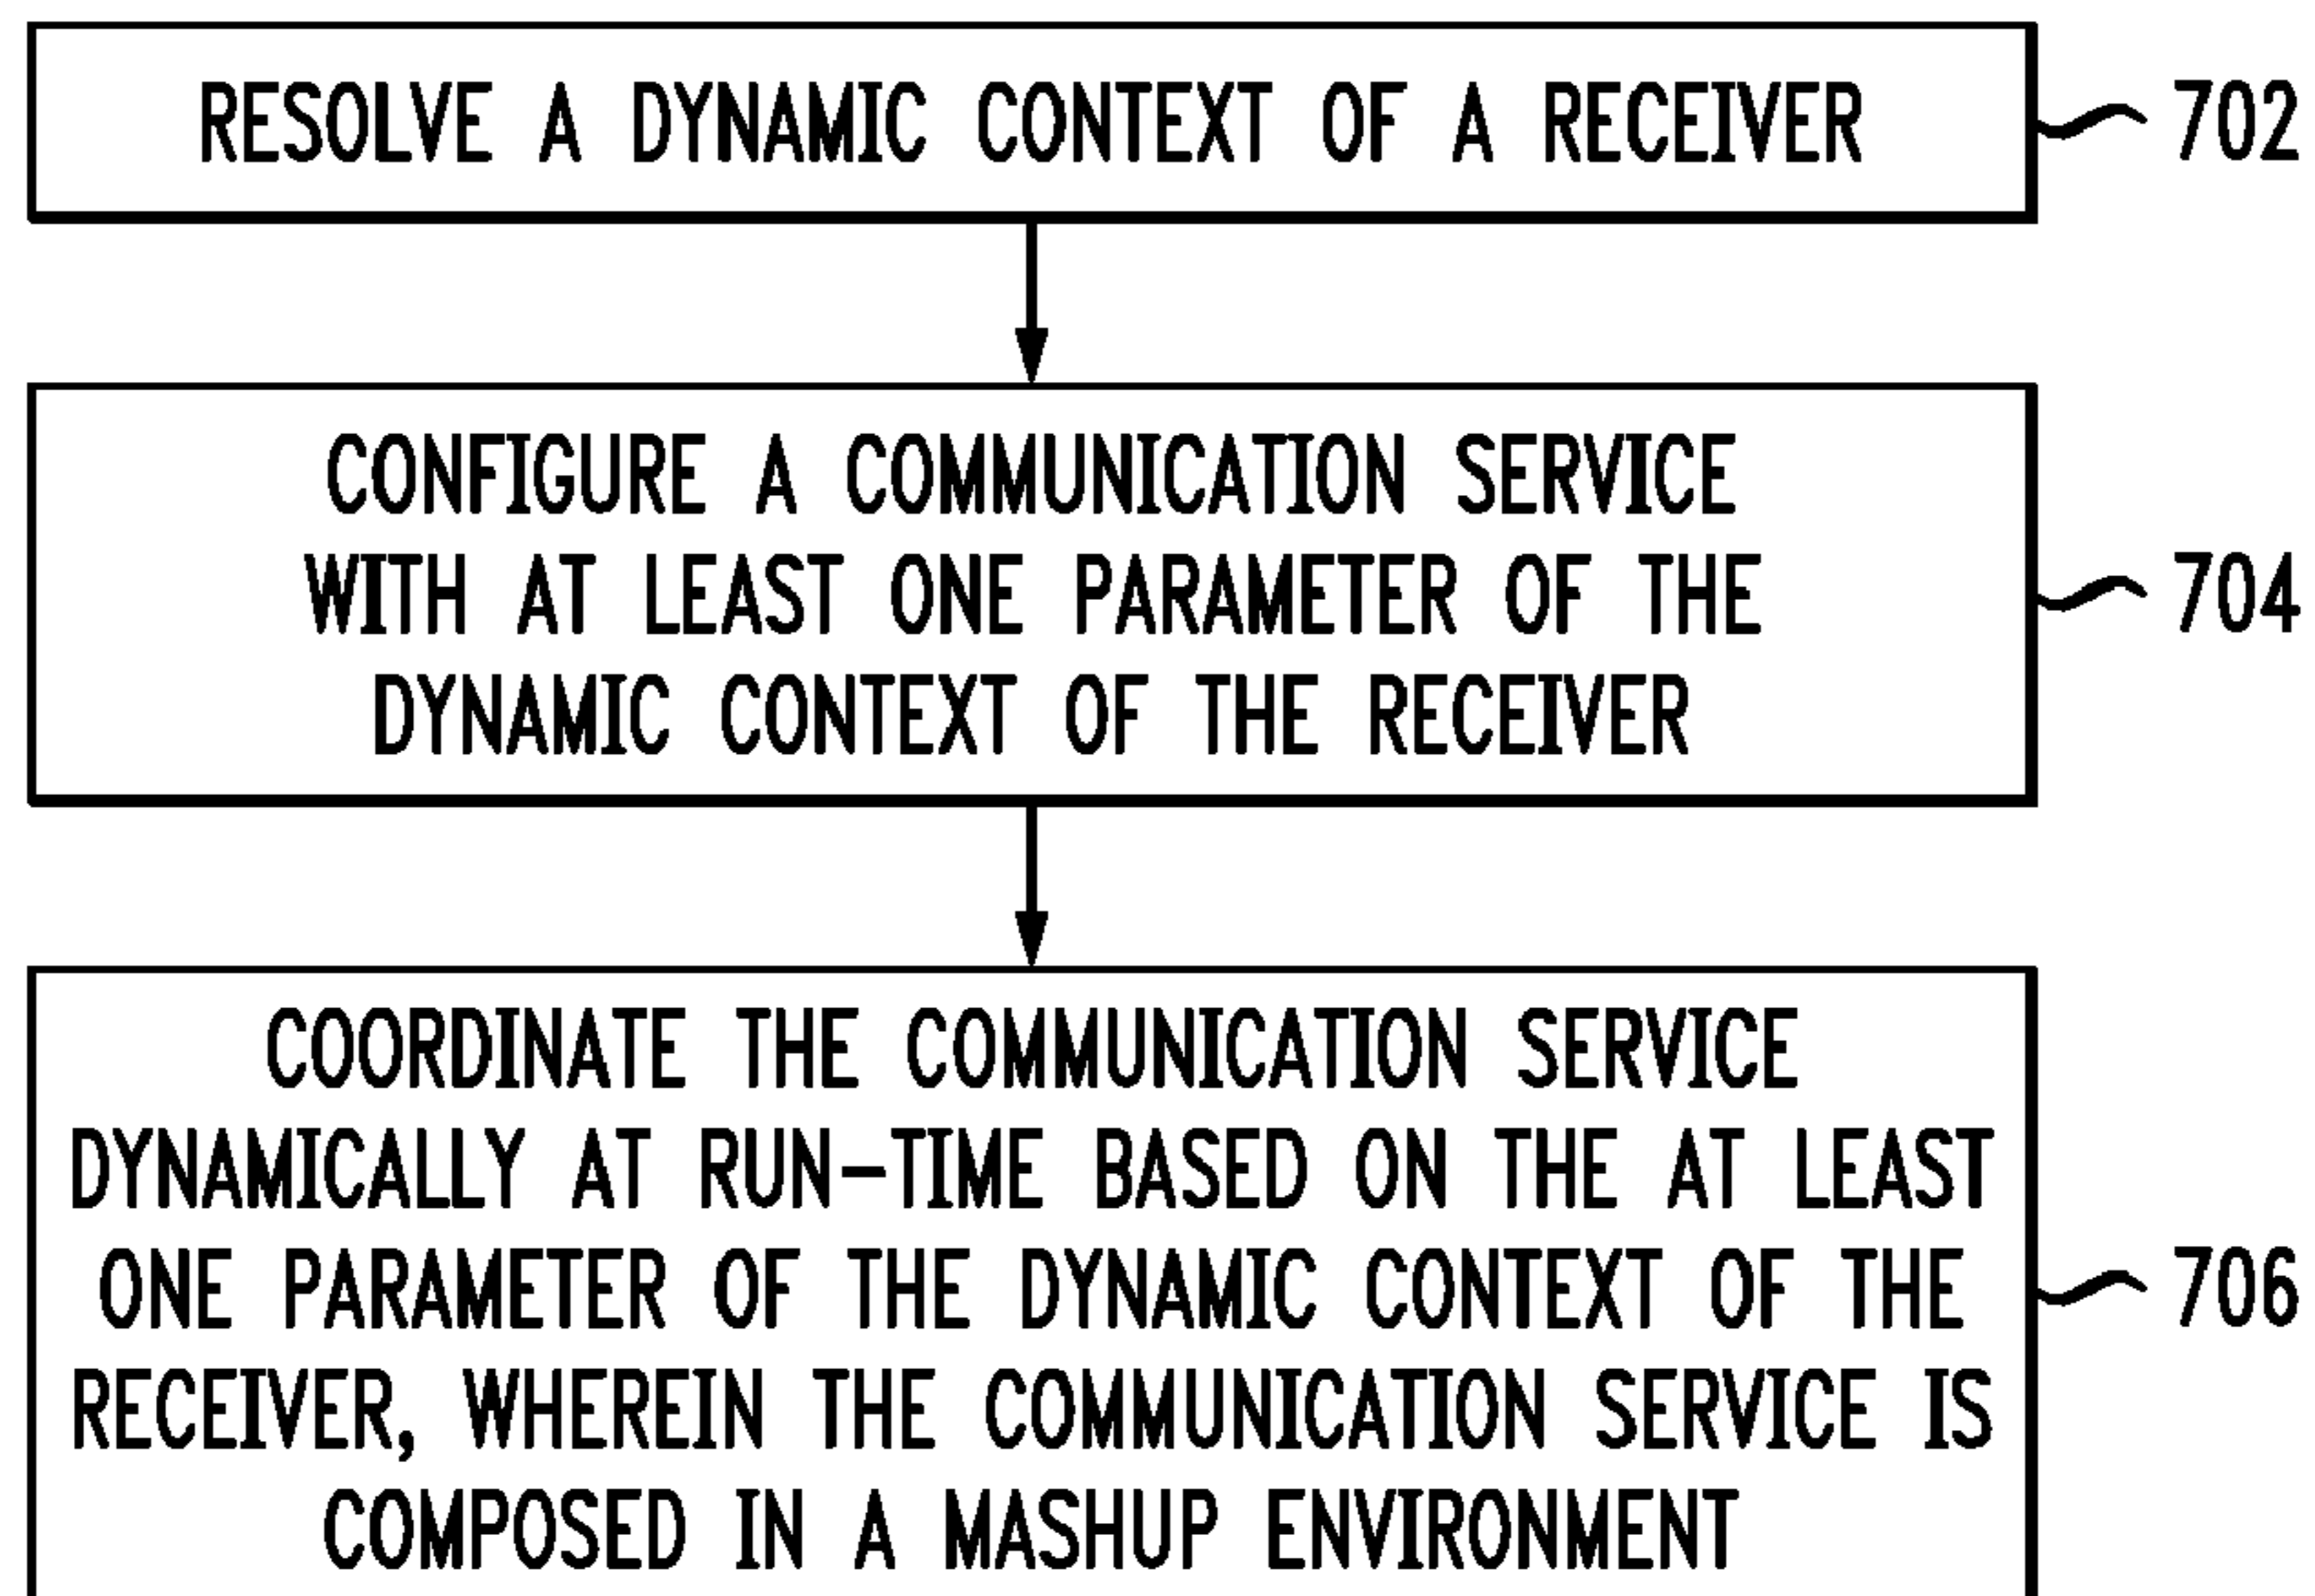 RESOLVE A DYNAMIC CONTEXT OF A RECEIVER
702
CONFIGURE A COMMUNICATION SERVICE
WITH AT LEAST ONE PARAMETER OF THE
DYNAMIC CONTEXT OF THE RECEIVER
704
COORDINATE THE COMMUNICATION SERVICE
DYNAMICALLY AT RUN-TIME BASED ON THE AT LEAST
ONE PARAMETER OF THE DYNAMIC CONTEXT OF THE
RECEIVER, WHEREIN THE COMMUNICATION SERVICE IS
COMPOSED IN A MASHUP ENVIRONMENT
706